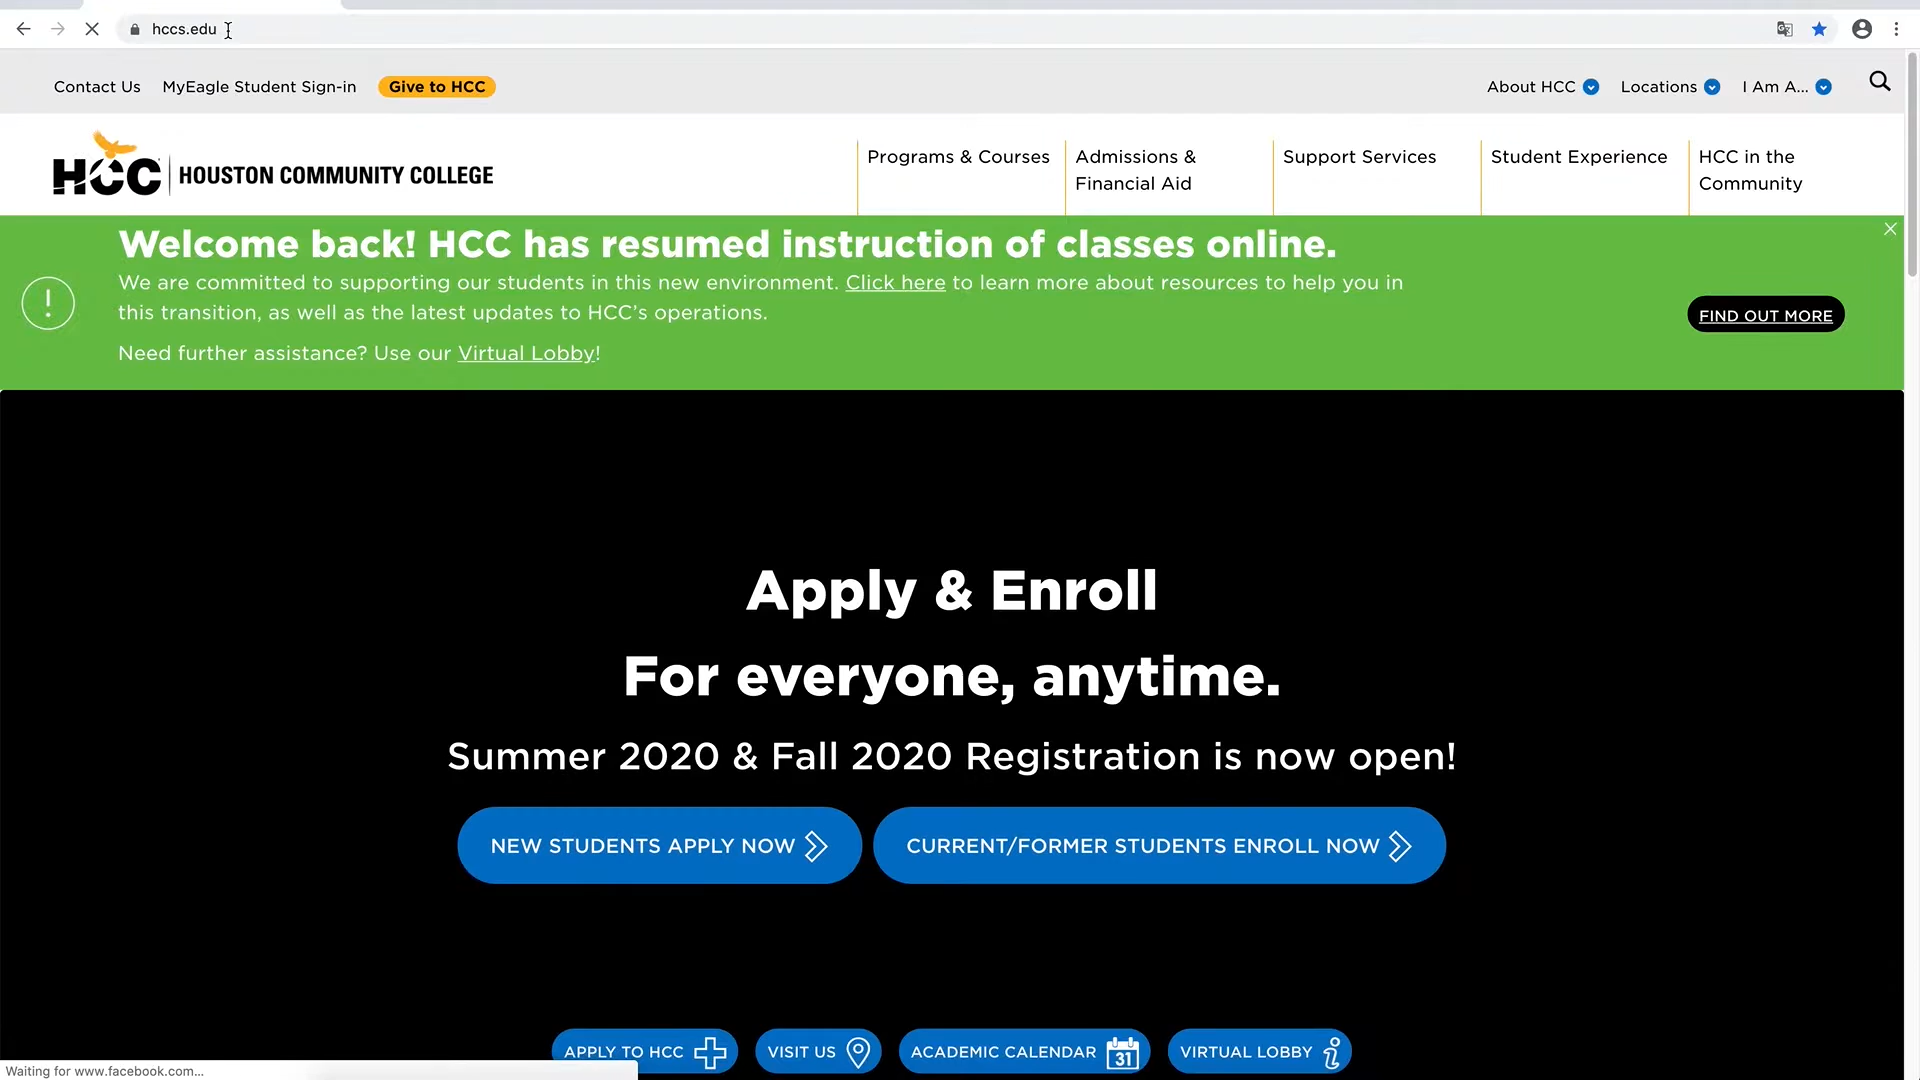 hccs.edu
Contact Us MyEagle Student Sign-in Give to HCC About HCC Locations I Am A...
HCC HOUSTON COMMUNITY COLLEGE
Programs & Courses
Admissions &
Financial Aid
Support Services
Student Experience
HCC in the
Community
Welcome back! HCC has resumed instruction of classes online.
We are committed to supporting our students in this new environment. Click here to learn more about resources to help you in
this transition, as well as the latest updates to HCC's operations.
Need further assistance? Use our Virtual Lobby!
FIND OUT MORE
Apply & Enroll
For everyone, anytime.
Summer 2020 & Fall 2020 Registration is now open!
NEW STUDENTS APPLY NOW
CURRENT/FORMER STUDENTS ENROLL NOW
APPLY TO HCC VISIT US ACADEMIC CALENDAR 31 VIRTUAL LOBBY
Waiting for www.facebook.com...